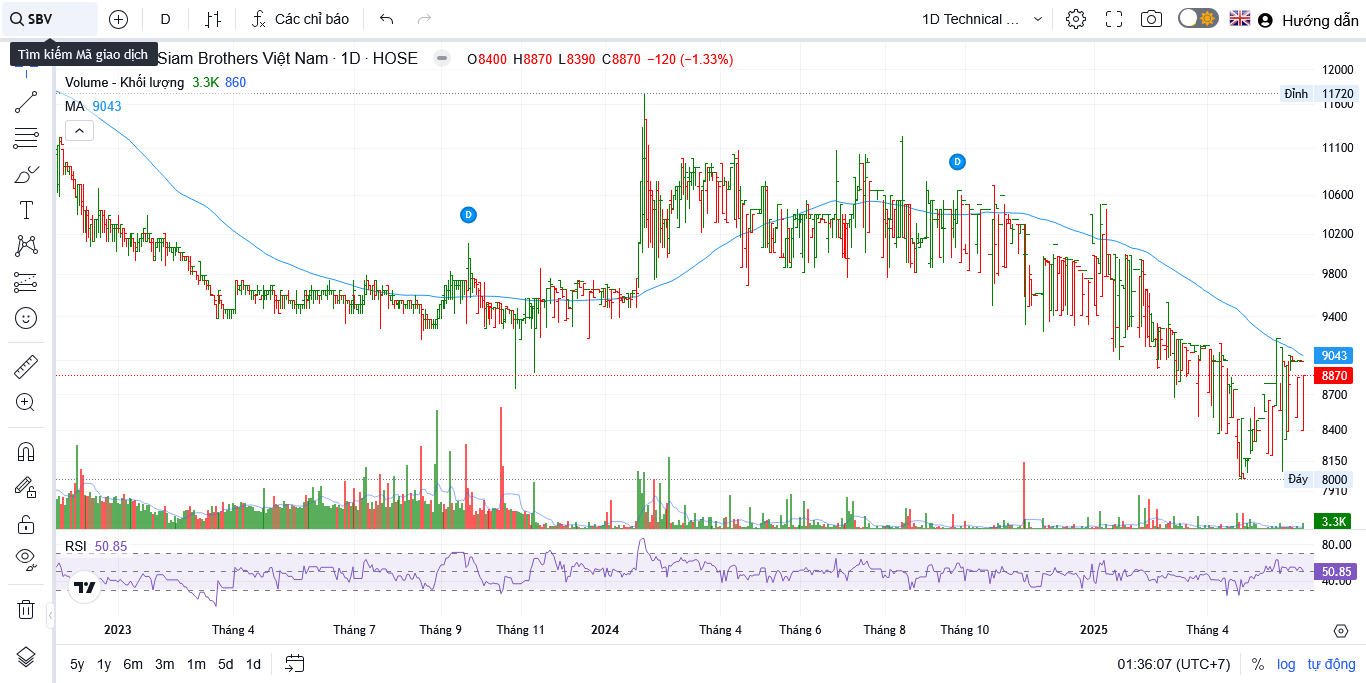 SBV
D
Các chỉ báo
1D Technical ...
Hướng dẫn
Tìm kiếm Mã giao dịch
Siam Brothers Việt Nam · 1D · HOSE
O8400 H8870 L8390 C8870 −120 (−1.33%)
Volume - Khối lượng 3.3K 860
MA 9043
12000
Đỉnh 11720
11600
11100
D
D
10600
10200
9800
9400
9043
8870
8700
8400
8150
Đáy 8000
7910
3.3K
RSI 50.85
80.00
50.85
40.00
2023
Tháng 4
Tháng 7
Tháng 9
Tháng 11
2024
Tháng 4
Tháng 6
Tháng 8
Tháng 10
2025
Tháng 4
5y 1y 6m 3m 1m 5d 1d
01:36:07 (UTC+7)
% log tự động